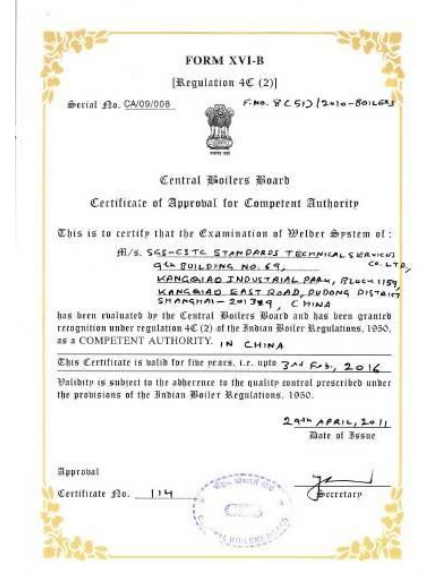 FORM XVI-B
[Regulation 4C (2)]
Serial No. CA/09/006
F.NO. 8(51)/2010-BOILERS
Central Boilers Board
Certificate of Approval for Competent Authority
This is to certify that the Examination of Welder System of :
M/s. SGS-CSTC STANDARDS TECHNICAL SERVICES
CO. LTD,
9th BUILDING NO. 69,
KANGQIAO INDUSTRIAL PARK, BLOCK 1159,
KANGQIAO EAST ROAD, PUDONG DISTRICT
SHANGHAI - 201319, CHINA
has been evaluated by the Central Boilers Board and has been granted
recognition under regulation 4C (2) of the Indian Boiler Regulations, 1950,
as a COMPETENT AUTHORITY. IN CHINA
This Certificate is valid for five years, i.e. upto 3rd Feb, 2016
Validity is subject to the adherence to the quality control prescribed under
the provisions of the Indian Boiler Regulations, 1950.
29th APRIL, 2011
Date of Issue
Approval
Certificate No. 114
Secretary
CBB
CENTRAL BOILERS BOARD